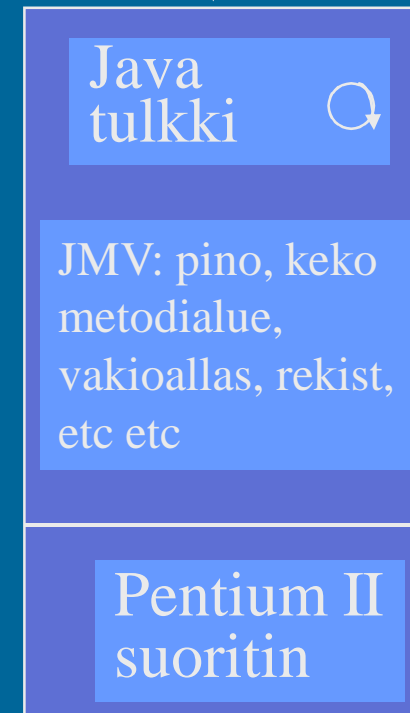 Java
tulkki
JMV: pino, keko
metodialue,
vakioallas, rekist,
etc etc
Pentium II
suoritin